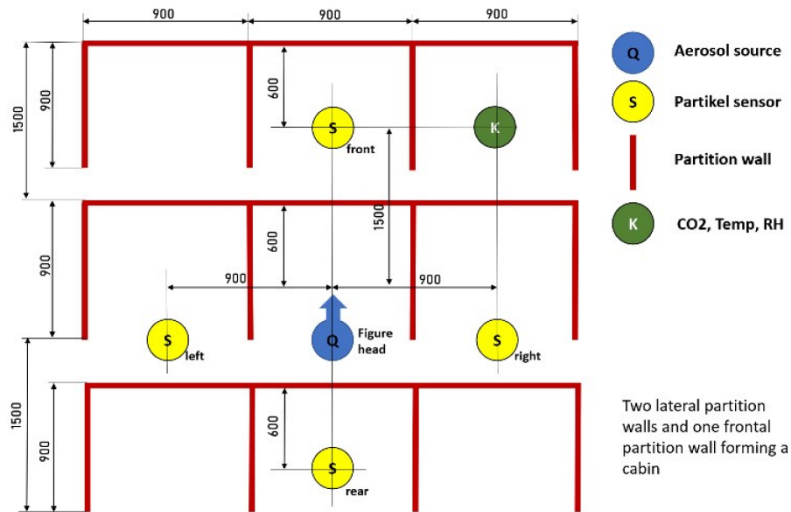 900
900
900
Q
Aerosol source
900
600
1500
S
Partikel sensor
S
K
front
Partition wall
K
CO2, Temp, RH
900
600
1500
900
900
Q
Figure
head
S
left
S
right
1500
900
600
S
rear
Two lateral partition
walls and one frontal
partition wall forming a
cabin